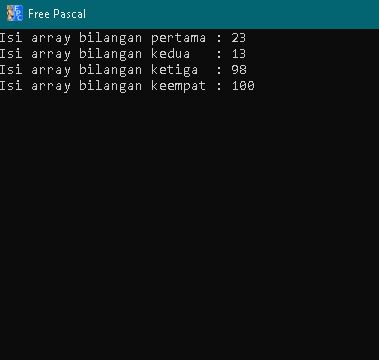 Free Pascal
Isi array bilangan pertama : 23
Isi array bilangan kedua   : 13
Isi array bilangan ketiga  : 98
Isi array bilangan keempat : 100